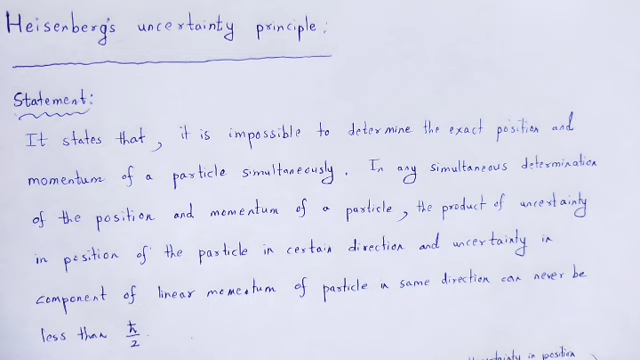 Heisenberg's uncertainty principle:
Statement:
It states that, it is impossible to determine the exact position and
momentum of a particle simultaneously. In any simultaneous determination
of the position and momentum of a particle, the product of uncertainty
in position of the particle in certain direction and uncertainty in
component of linear momentum of particle in same direction can never be
less than ħ/2.
uncertainty in position